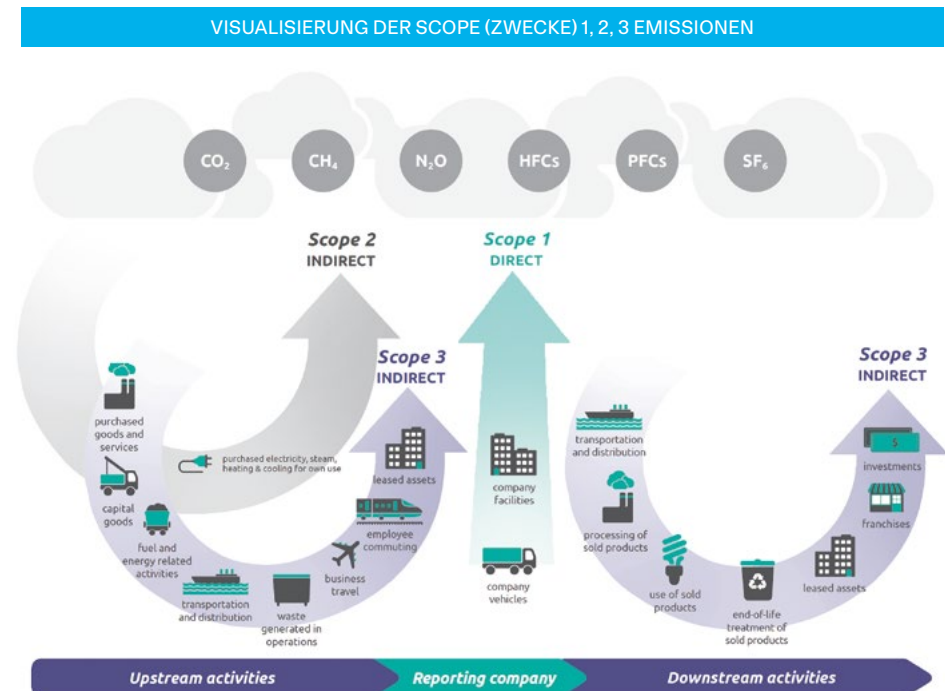 VISUALISIERUNG DER SCOPE (ZWECKE) 1, 2, 3 EMISSIONEN
CO₂
CH₄
N₂O
HFCs
PFCs
SF₆
Scope 2
INDIRECT
Scope 1
DIRECT
Scope 3
INDIRECT
Scope 3
INDIRECT
purchased
goods and
services
capital
goods
fuel and
energy related
activities
purchased electricity, steam,
heating & cooling for own use
transportation
and distribution
waste
generated in
operations
business
travel
employee
commuting
leased assets
company
facilities
company
vehicles
transportation
and distribution
processing of
sold products
use of sold
products
end-of-life
treatment of
sold products
leased assets
franchises
$
investments
Upstream activities
Reporting company
Downstream activities